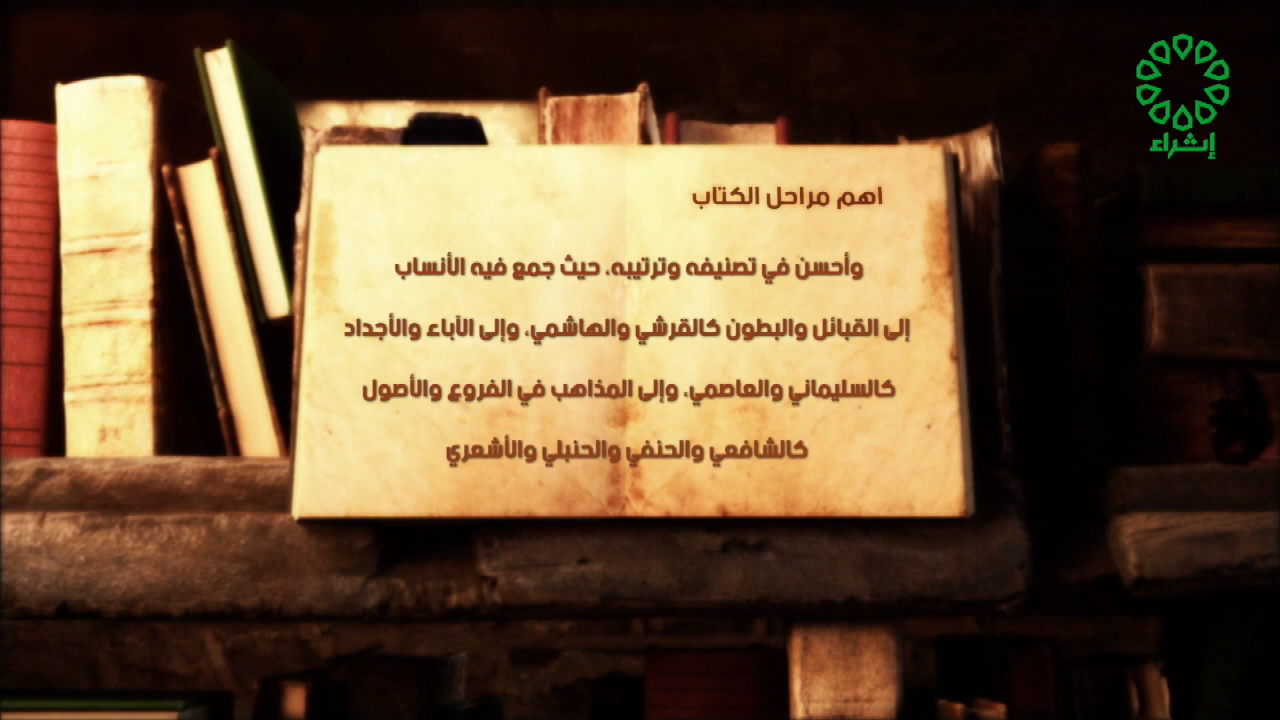 إشراء
اهم مراحل الكتاب
وأحسن في تصنيفه وترتيبه، حيث جمع فيه الأنساب
إلى القبائل والبطون كالقرشي والهاشمي، وإلى الآباء والأجداد
كالسليماني والعاصمي، وإلى المذاهب في الفروع والأصول
كالشافعي والحنفي والحنبلي والأشعري